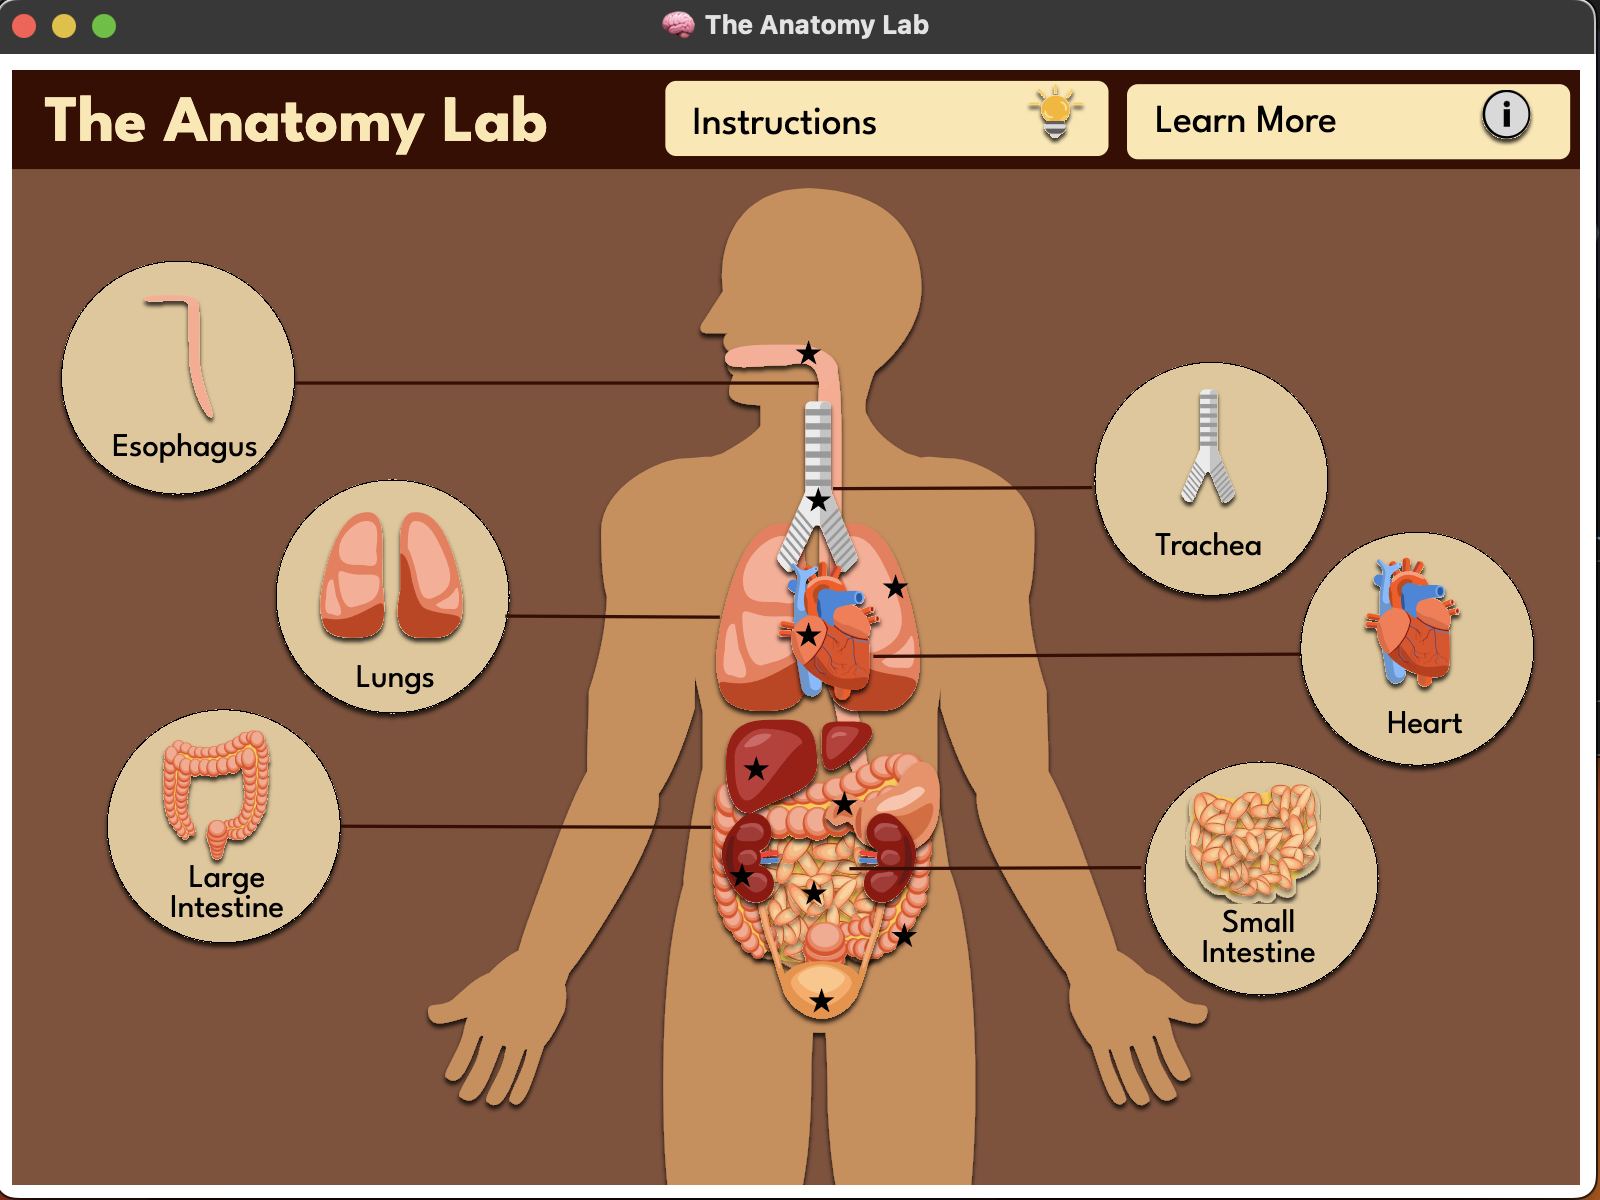 The Anatomy Lab
The Anatomy Lab
Instructions
Learn More
Esophagus
Trachea
Lungs
Heart
Large
Intestine
Small
Intestine